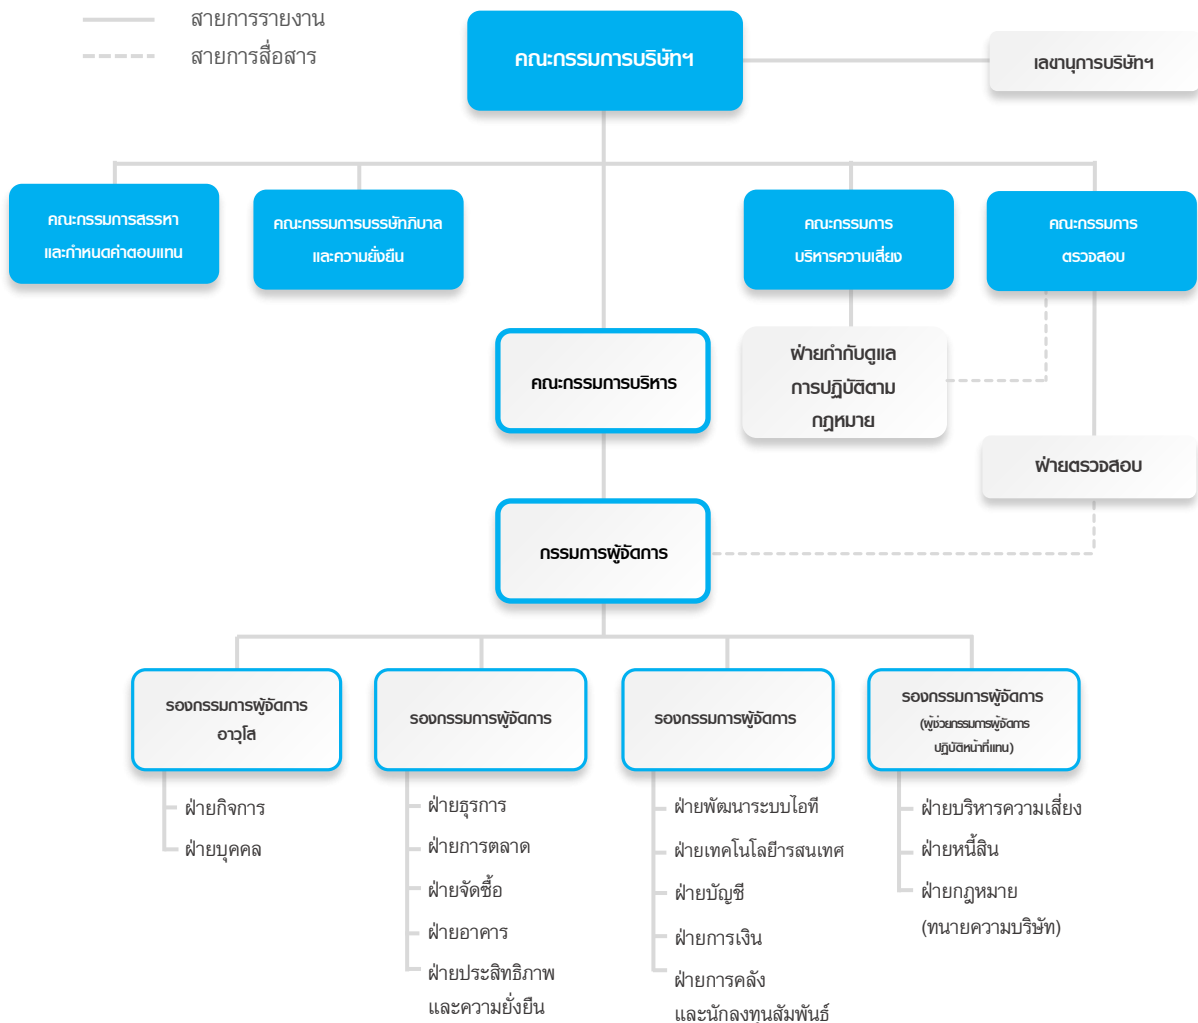 สายการรายงาน
สายการสื่อสาร
คณะกรรมการบริษัทฯ
เลขานุการบริษัทฯ
คณะกรรมการสรรหา
และกำหนดค่าตอบแทน
คณะกรรมการบรรษัทภิบาล
และความยั่งยืน
คณะกรรมการ
บริหารความเสี่ยง
คณะกรรมการ
ตรวจสอบ
คณะกรรมการบริหาร
ฝ่ายกำกับดูแล
การปฏิบัติตาม
กฎหมาย
ฝ่ายตรวจสอบ
กรรมการผู้จัดการ
รองกรรมการผู้จัดการ
อาวุโส
รองกรรมการผู้จัดการ
รองกรรมการผู้จัดการ
รองกรรมการผู้จัดการ
(ผู้ช่วยกรรมการผู้จัดการ
ปฏิบัติหน้าที่แทน)
ฝ่ายกิจการ
ฝ่ายบุคคล
ฝ่ายธุรการ
ฝ่ายการตลาด
ฝ่ายจัดซื้อ
ฝ่ายอาคาร
ฝ่ายประสิทธิภาพ
และความยั่งยืน
ฝ่ายพัฒนาระบบไอที
ฝ่ายเทคโนโลยีารสนเทศ
ฝ่ายบัญชี
ฝ่ายการเงิน
ฝ่ายการคลัง
และนักลงทุนสัมพันธ์
ฝ่ายบริหารความเสี่ยง
ฝ่ายหนี้สิน
ฝ่ายกฎหมาย
(ทนายความบริษัท)